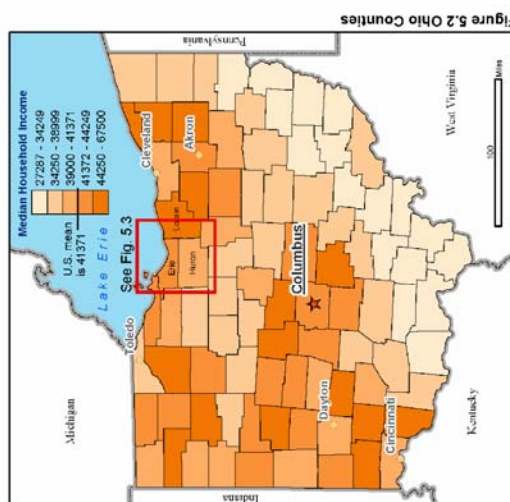 Figure 5.2 Ohio Counties
Median Household Income
27287 - 34249
34250 - 38999
39000 - 41371
41372 - 44249
44250 - 67500
U.S. mean
is 41371
Lake Erie
See Fig. 5.3
Michigan
Toledo
Cleveland
Akron
Erie
Huron
Lorain
Pennsylvania
Columbus
Dayton
Cincinnati
Indiana
Kentucky
West Virginia
100
Miles